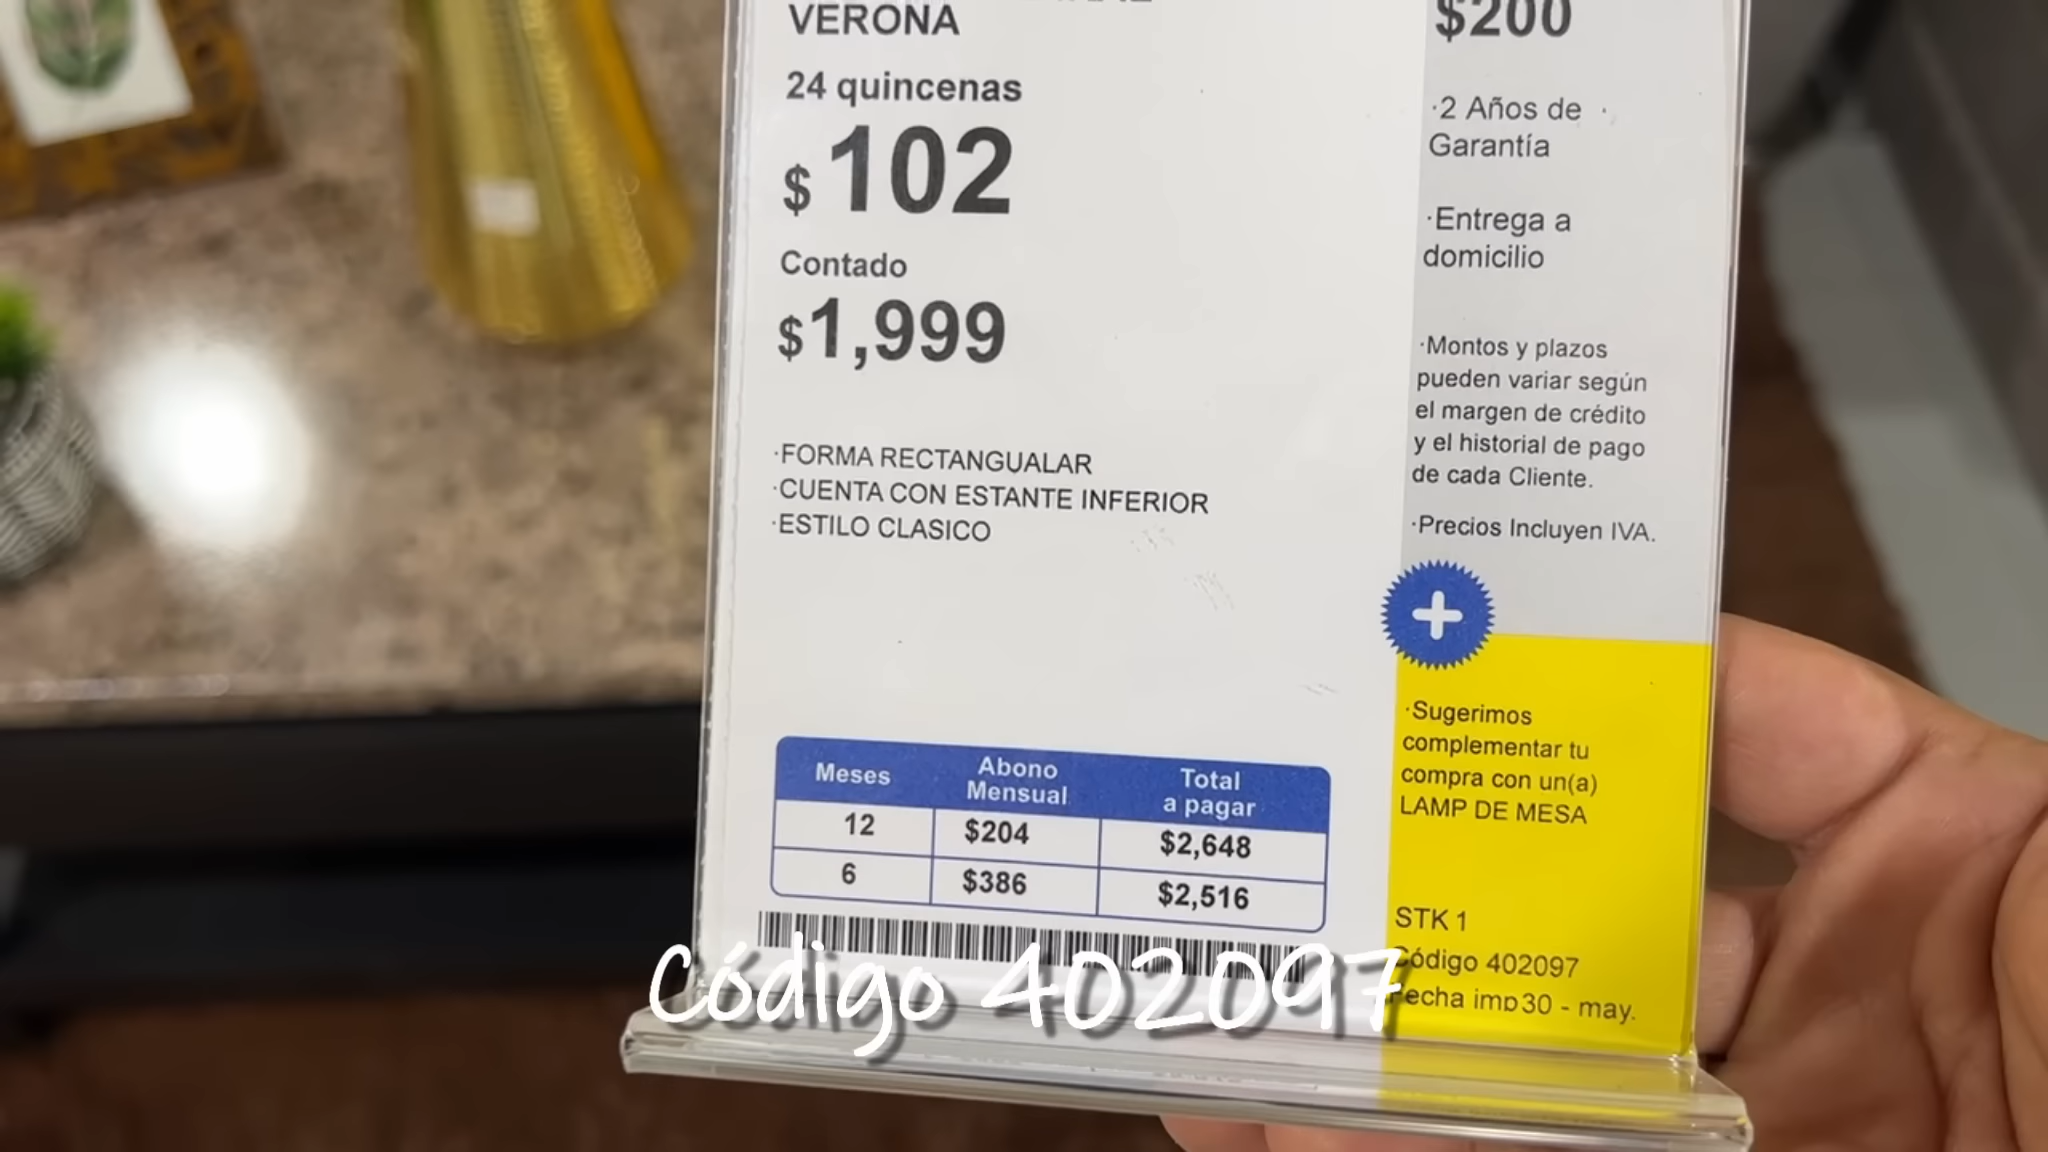 VERONA
24 quincenas
$ 102
Contado
$1,999
·FORMA RECTANGUALAR
·CUENTA CON ESTANTE INFERIOR
·ESTILO CLASICO
Meses Abono Mensual Total a pagar
12 $204 $2,648
6 $386 $2,516
$200
·2 Años de
Garantía
·Entrega a
domicilio
·Montos y plazos
pueden variar según
el margen de crédito
y el historial de pago
de cada Cliente.
·Precios Incluyen IVA.
+
·Sugerimos
complementar tu
compra con un(a)
LAMP DE MESA
STK 1
Código 402097
Fecha imp30 - may.
Código 402097